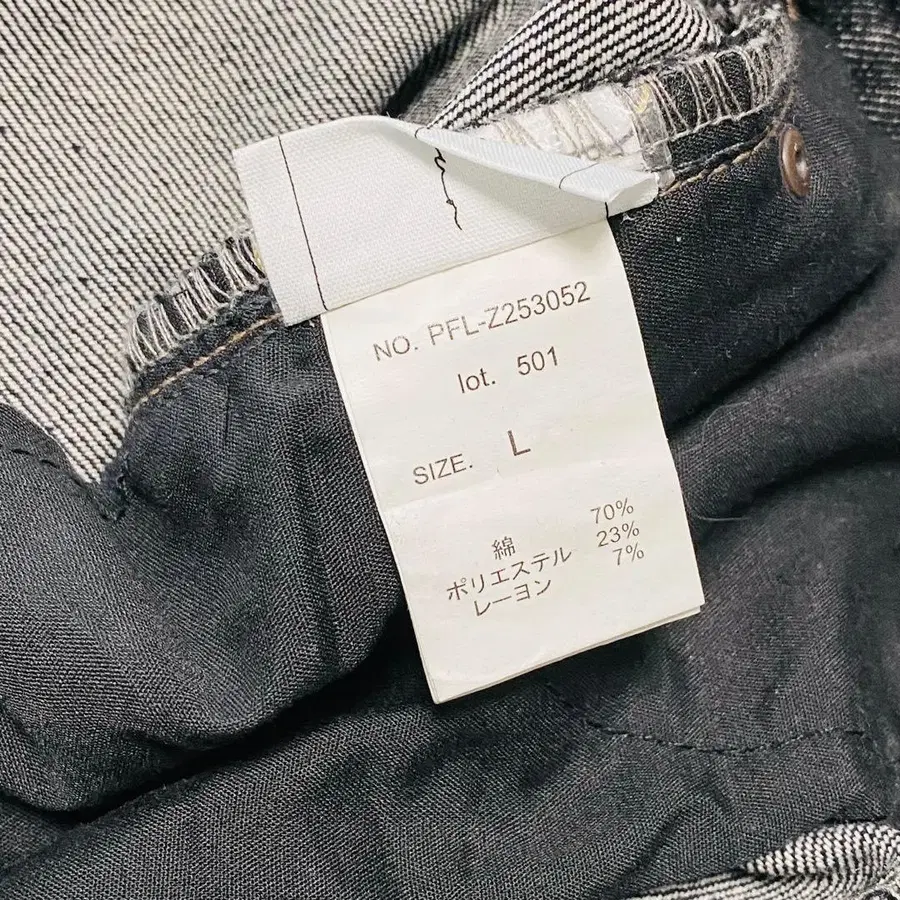 NO. PFL-Z253052
lot. 501
SIZE. L
綿 70%
ポリエステル 23%
レーヨン 7%